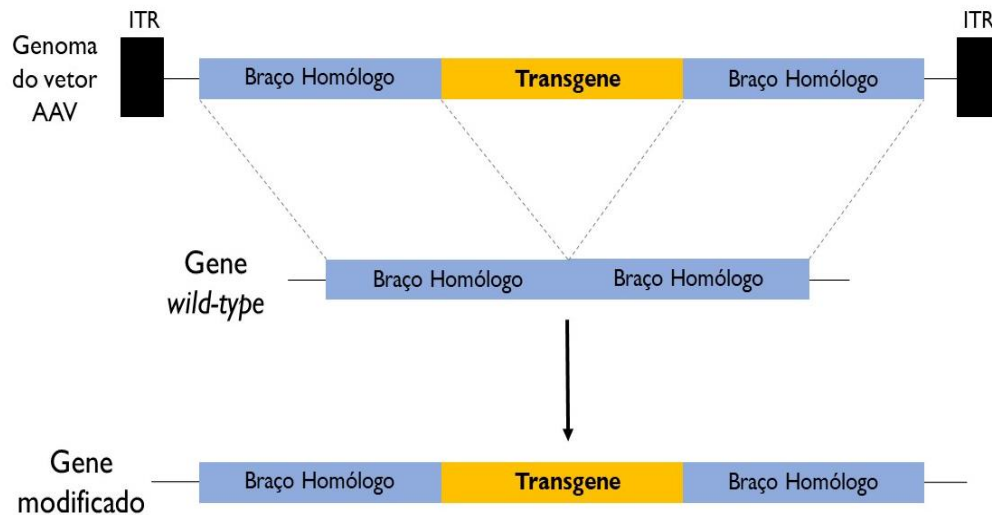 ITR
ITR
Genoma
do vetor
AAV
Braço Homólogo
Transgene
Braço Homólogo
Gene
wild-type
Braço Homólogo
Braço Homólogo
Gene
modificado
Braço Homólogo
Transgene
Braço Homólogo